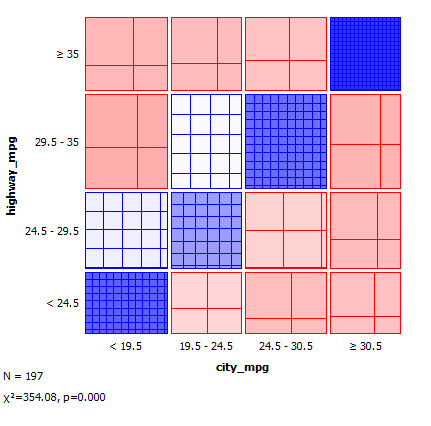 ≥ 35
29.5 - 35
highway_mpg
24.5 - 29.5
< 24.5
< 19.5
19.5 - 24.5
24.5 - 30.5
≥ 30.5
city_mpg
N = 197
χ²=354.08, p=0.000